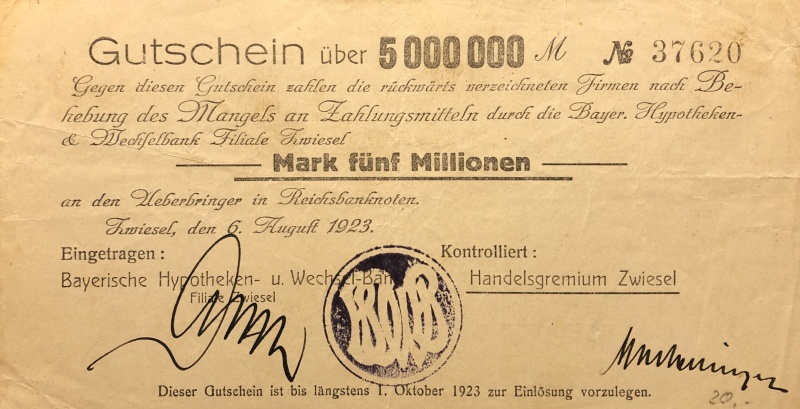 Gutschein über 5 000 000 M № 37620
Gegen diesen Gutschein zahlen die rückwärts verzeichneten Firmen nach Be-
hebung des Mangels an Zahlungsmitteln durch die Bayer. Hypotheken-
& Wechselbank Filiale Zwiesel
Mark fünf Millionen
an den Ueberbringer in Reichsbanknoten.
Zwiesel, den 6. August 1923.
Eingetragen :
Bayerische Hypotheken- u. Wechsel-Bank
Filiale Zwiesel
Kontrolliert :
Handelsgremium Zwiesel
Dieser Gutschein ist bis längstens 1. Oktober 1923 zur Einlösung vorzulegen.
20.-